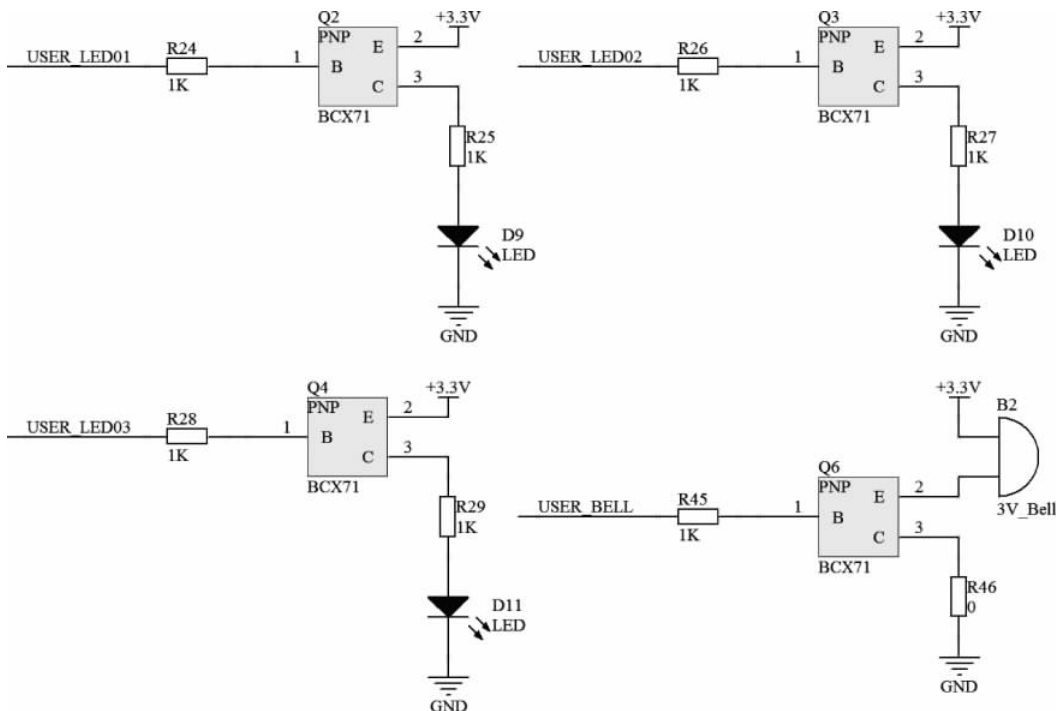 Q2
+3.3V
USER_LED01
R24
1K
1
PNP
E
B
C
2
3
BCX71
R25
1K
D9
LED
GND
Q3
+3.3V
USER_LED02
R26
1K
1
PNP
E
B
C
2
3
BCX71
R27
1K
D10
LED
GND
Q4
+3.3V
USER_LED03
R28
1K
1
PNP
E
B
C
2
3
BCX71
R29
1K
D11
LED
GND
+3.3V
B2
3V_Bell
Q6
USER_BELL
R45
1K
1
PNP
E
B
C
2
3
BCX71
R46
0
GND